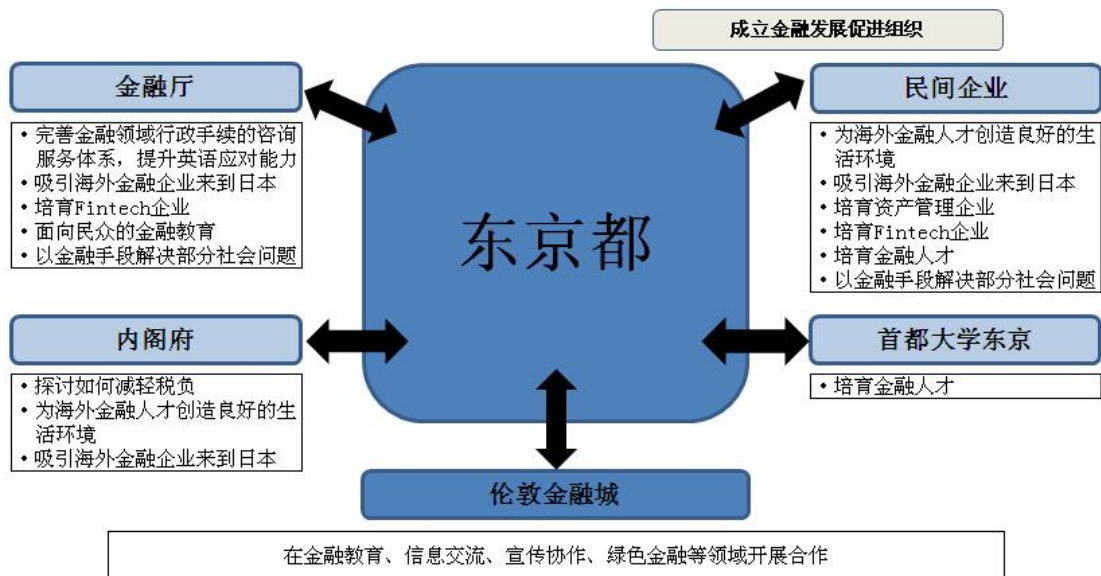 成立金融发展促进组织
金融厅
• 完善金融领域行政手续的咨询
服务体系，提升英语应对能力
• 吸引海外金融企业来到日本
• 培育Fintech企业
• 面向民众的金融教育
• 以金融手段解决部分社会问题
东京都
民间企业
• 为海外金融人才创造良好的生
活环境
• 吸引海外金融企业来到日本
• 培育资产管理企业
• 培育Fintech企业
• 培育金融人才
• 以金融手段解决部分社会问题
内阁府
• 探讨如何减轻税负
• 为海外金融人才创造良好的生
活环境
• 吸引海外金融企业来到日本
首都大学东京
• 培育金融人才
伦敦金融城
在金融教育、信息交流、宣传协作、绿色金融等领域开展合作